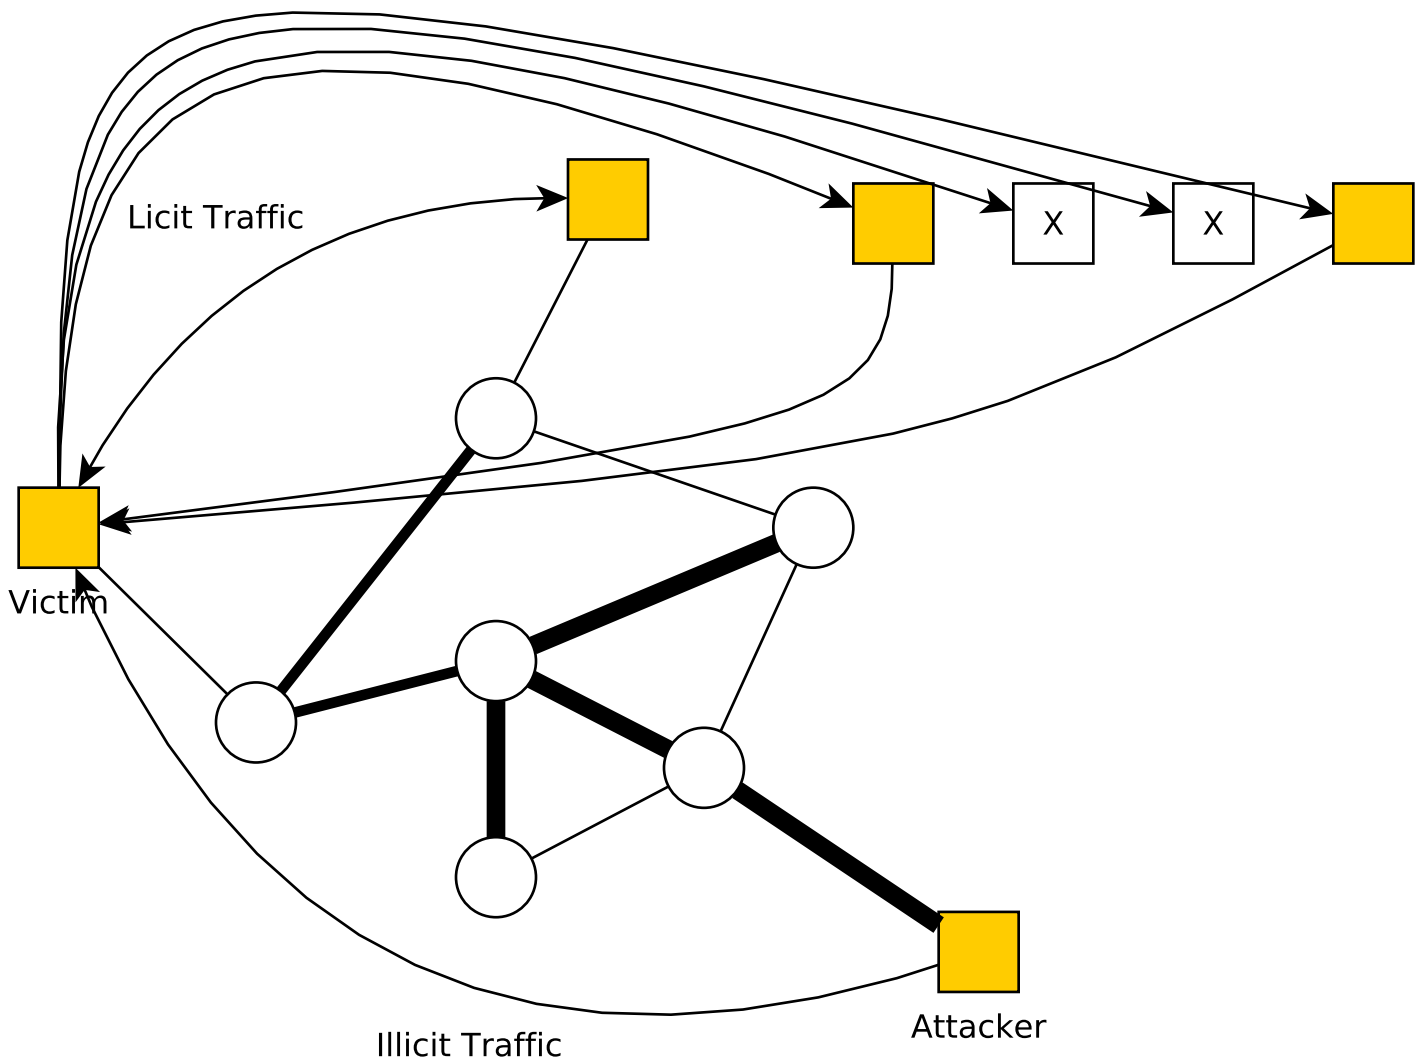 Licit Traffic
X
X
Victim
Attacker
Illicit Traffic